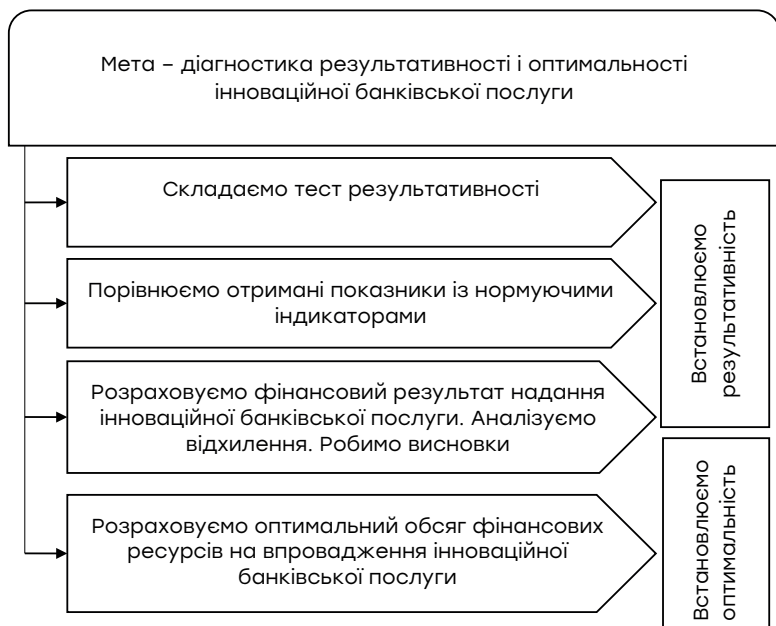 Мета – діагностика результативності і оптимальності
інноваційної банківської послуги
Складаємо тест результативності
Порівнюємо отримані показники із нормуючими
індикаторами
Розраховуємо фінансовий результат надання
інноваційної банківської послуги. Аналізуємо
відхилення. Робимо висновки
Розраховуємо оптимальний обсяг фінансових
ресурсів на впровадження інноваційної
банківської послуги
Встановлюємо
результативність
Встановлюємо
оптимальність